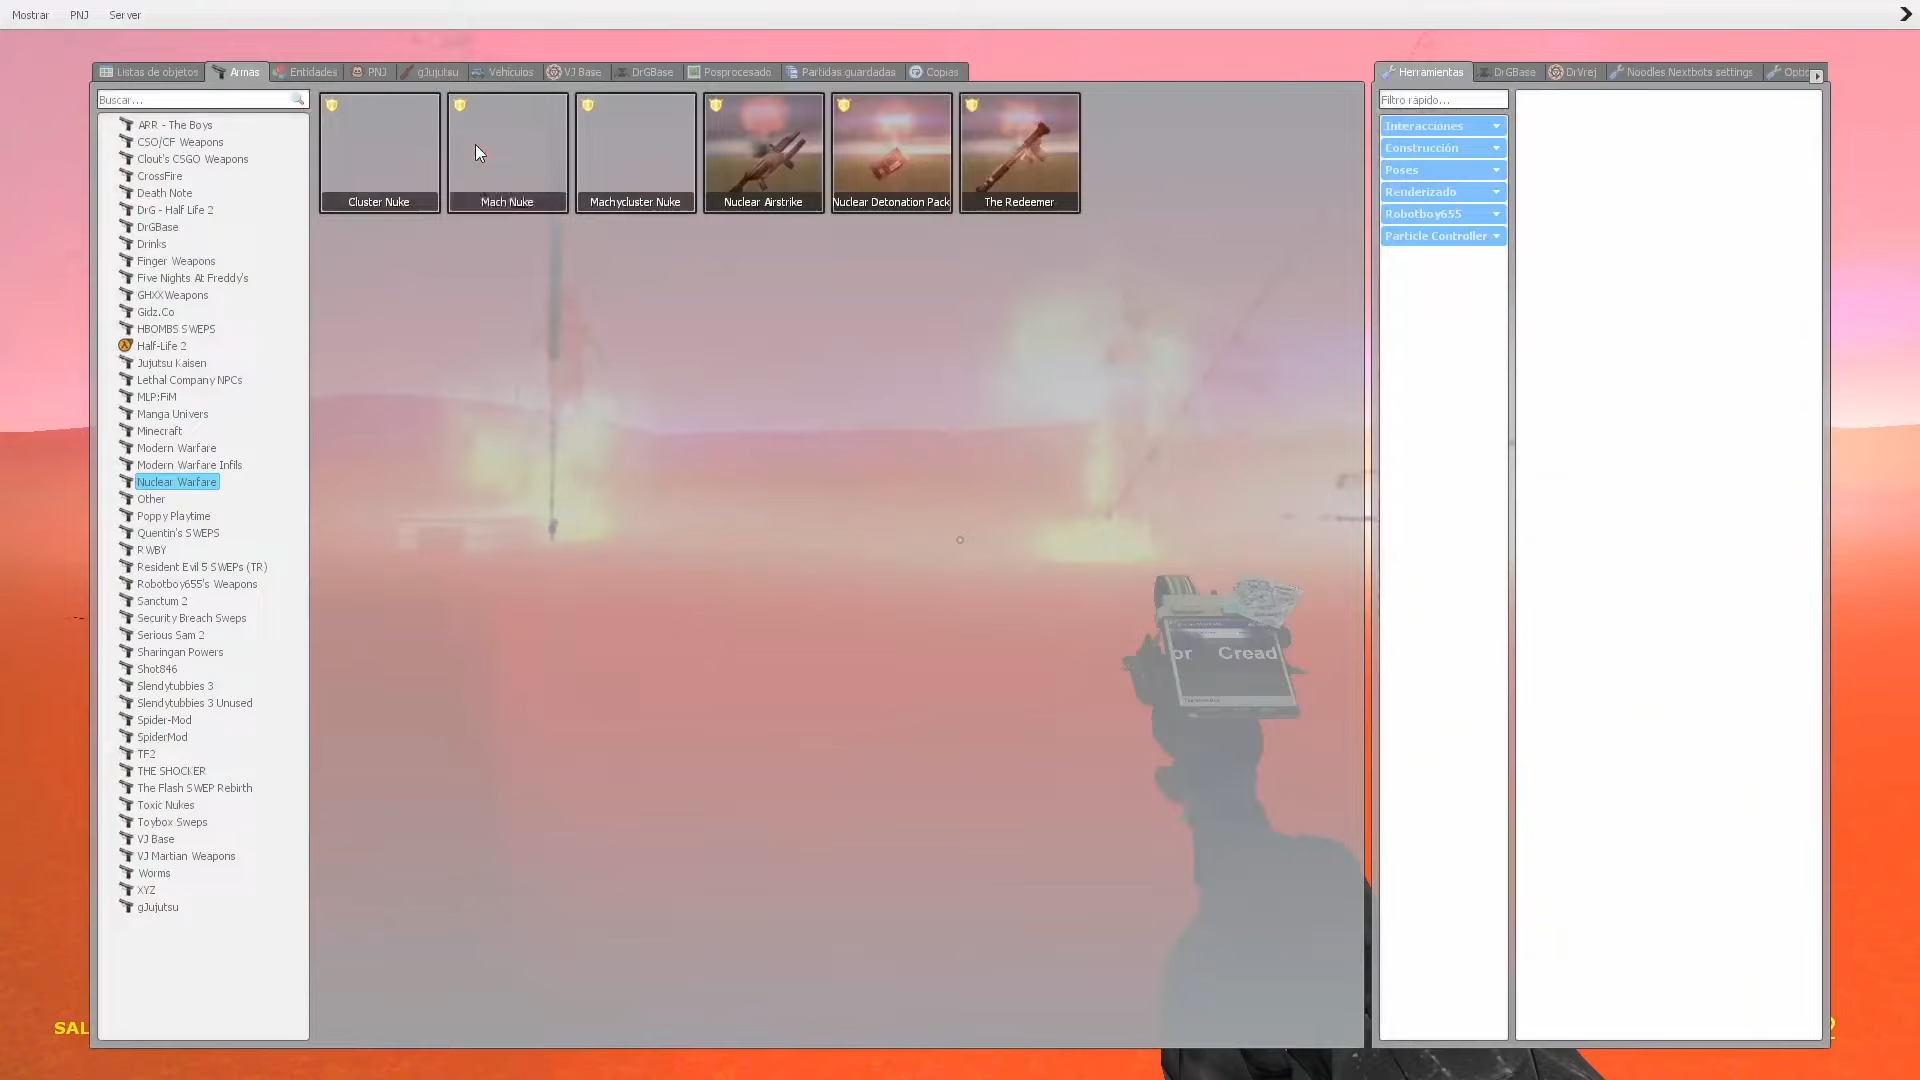 Mostrar PNJ Server
Listas de objetos Armas Entidades PNJ gJujutsu Vehículos VJ Base DrGBase Posprocesado Partidas guardadas Copias
Herramientas DrGBase DrVrej Noodles Nextbots settings
Buscar...
Filtro rápido...
ARR - The Boys
CSO/CF Weapons
Clout's CSGO Weapons
CrossFire
Death Note
DrG - Half Life 2
DrGBase
Drinks
Finger Weapons
Five Nights At Freddy's
GHXXWeapons
Gidz.Co
HBOMBS SWEPS
Half-Life 2
Jujutsu Kaisen
Lethal Company NPCs
MLP:FiM
Manga Univers
Minecraft
Modern Warfare
Modern Warfare Infils
Nuclear Warfare
Other
Poppy Playtime
Quentin's SWEPS
RWBY
Resident Evil 5 SWEPs (TR)
Robotboy655's Weapons
Sanctum 2
Security Breach Sweps
Serious Sam 2
Sharingan Powers
Shot846
Slendytubbies 3
Slendytubbies 3 Unused
Spider-Mod
SpiderMod
TF2
THE SHOCKER
The Flash SWEP Rebirth
Toxic Nukes
Toybox Sweps
VJ Base
VJ Martian Weapons
Worms
XYZ
gJujutsu
Cluster Nuke
Mach Nuke
Machycluster Nuke
Nuclear Airstrike
Nuclear Detonation Pack
The Redeemer
Interacciones
Construcción
Poses
Renderizado
Robotboy655
Particle Controller
or Cread
SAL